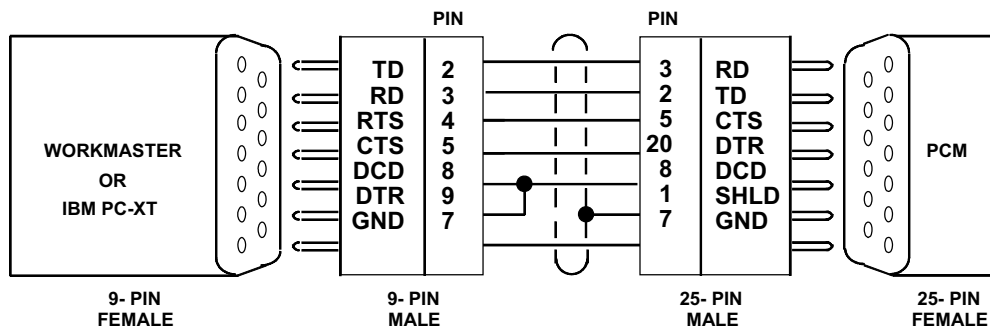 PIN PIN
TD 2 3 RD
RD 3 2 TD
RTS 4 5 CTS
WORKMASTER CTS 5 20 DTR PCM
OR DCD 8 8 DCD
IBM PC-XT DTR 9 1 SHLD
GND 7 7 GND
9- PIN 9- PIN 25- PIN 25- PIN
FEMALE MALE MALE FEMALE